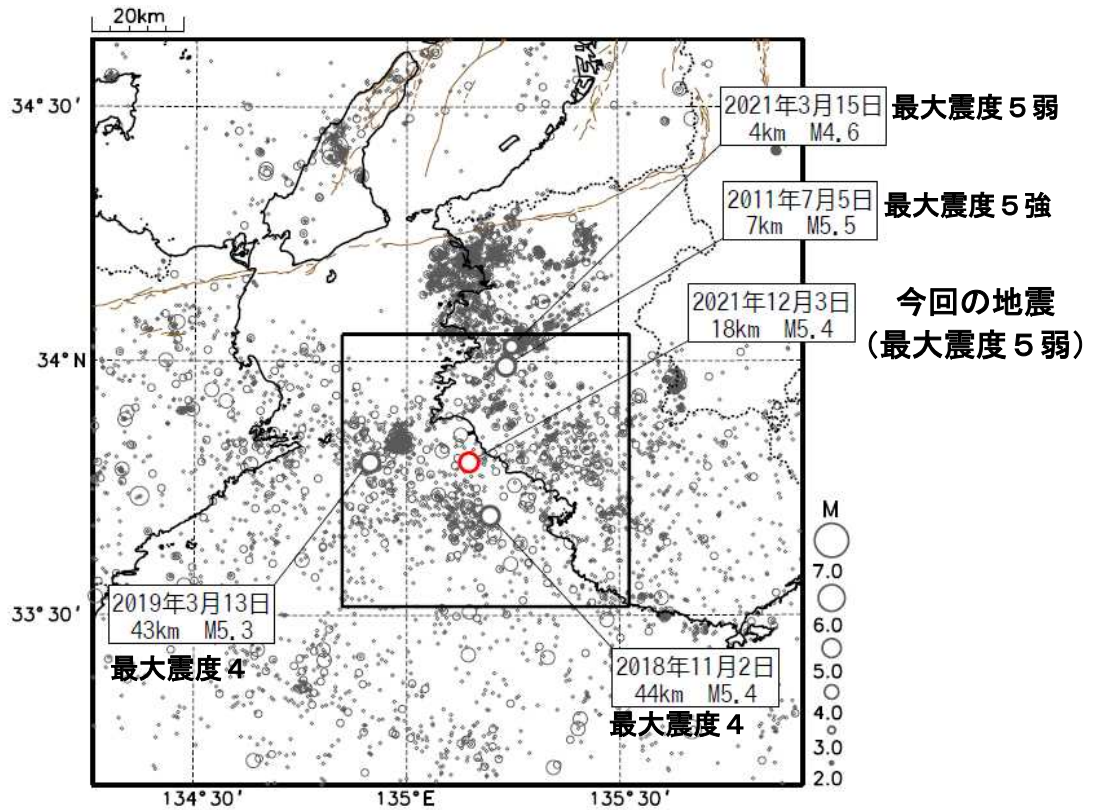 20km
34°30′
2021年3月15日 最大震度５弱
4km M4.6
2011年7月5日 最大震度５強
7km M5.5
2021年12月3日 今回の地震
18km M5.4 （最大震度５弱）
34°N
M
7.0
6.0
5.0
4.0
3.0
2.0
33°30′
2019年3月13日
43km M5.3
最大震度４
2018年11月2日
44km M5.4
最大震度４
134°30′ 135°E 135°30′